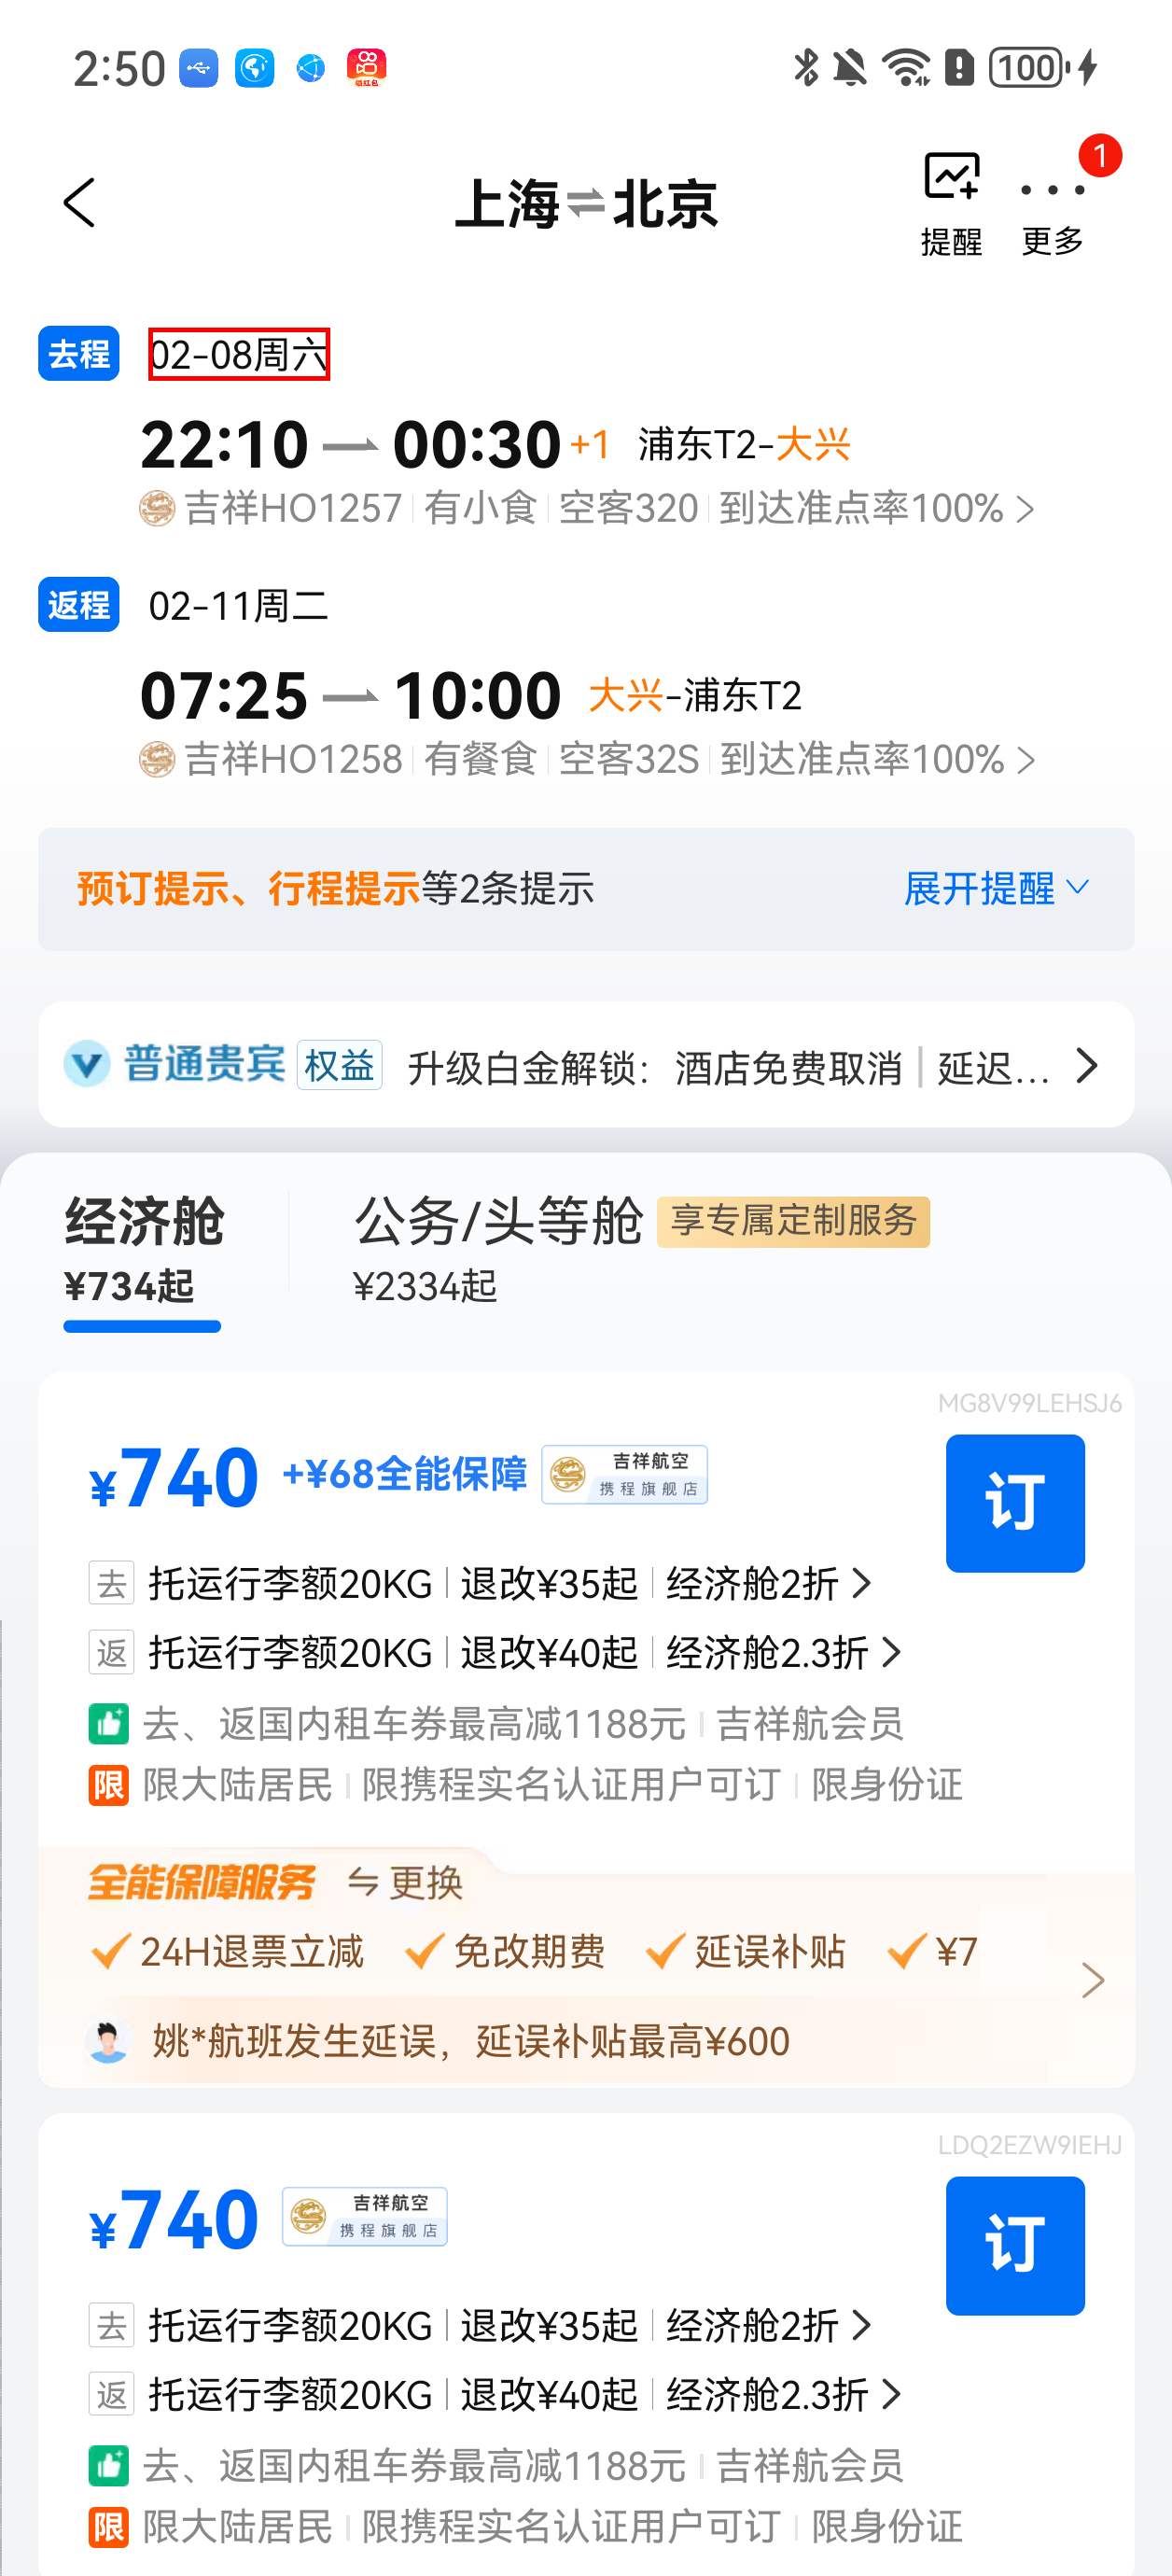 2:50
领红包
100
上海⇌北京
提醒
更多
1
去程 02-08周六
22:10 00:30 +1 浦东T2-大兴
吉祥HO1257 有小食 空客320 到达准点率100%
返程 02-11周二
07:25 10:00 大兴-浦东T2
吉祥HO1258 有餐食 空客32S 到达准点率100%
预订提示、行程提示等2条提示 展开提醒
普通贵宾 权益 升级白金解锁：酒店免费取消 | 延迟...
经济舱 公务/头等舱 享专属定制服务
¥734起 ¥2334起
MG8V99LEHSJ6
¥740 +¥68全能保障 吉祥航空 携程旗舰店 订
去 托运行李额20KG 退改¥35起 经济舱2折
返 托运行李额20KG 退改¥40起 经济舱2.3折
去、返国内租车券最高减1188元 吉祥航会员
限 限大陆居民 限携程实名认证用户可订 限身份证
全能保障服务 ⇋更换
24H退票立减 免改期费 延误补贴 ¥7
姚*航班发生延误，延误补贴最高¥600
LDQ2EZW9IEHJ
¥740 吉祥航空 携程旗舰店 订
去 托运行李额20KG 退改¥35起 经济舱2折
返 托运行李额20KG 退改¥40起 经济舱2.3折
去、返国内租车券最高减1188元 吉祥航会员
限 限大陆居民 限携程实名认证用户可订 限身份证